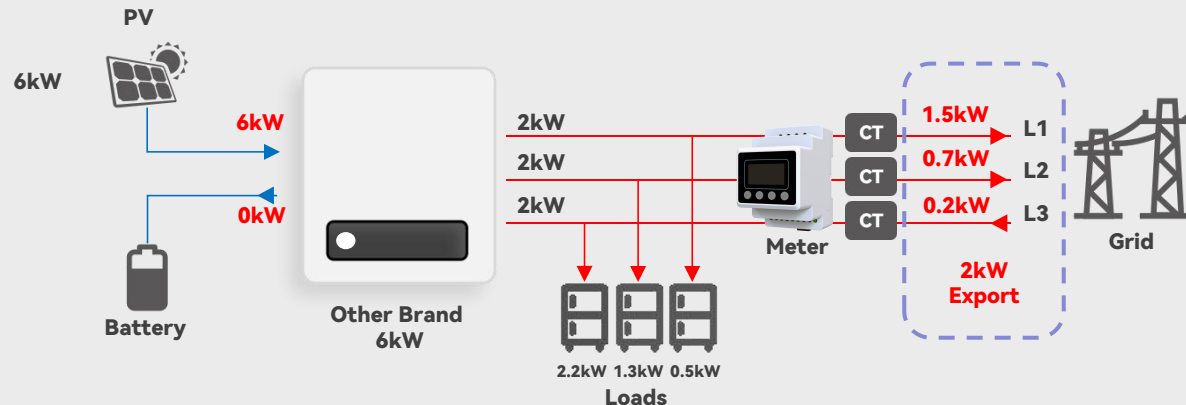 PV
6kW
6kW
0kW
Battery
Other Brand
6kW
2kW
2kW
2kW
2.2kW 1.3kW 0.5kW
Loads
Meter
CT
CT
CT
1.5kW
0.7kW
0.2kW
L1
L2
L3
2kW
Export
Grid